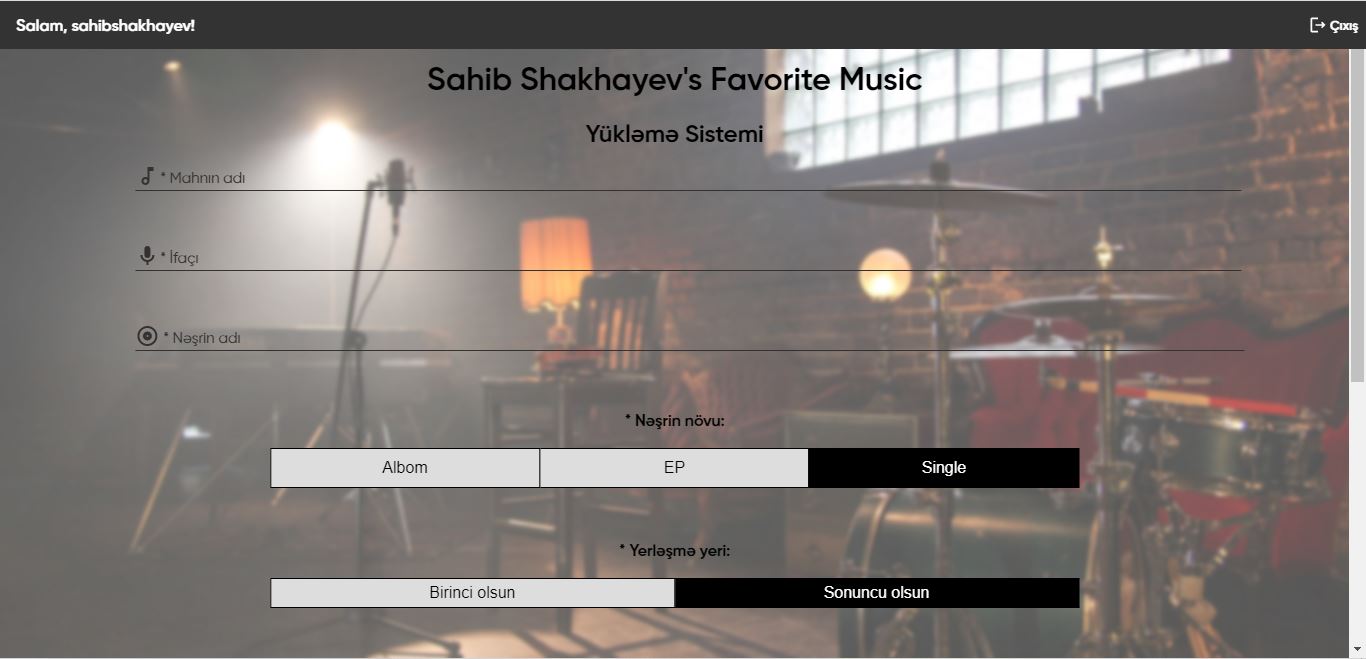 Salam, sahibshakhayev!
Çıxış
Sahib Shakhayev's Favorite Music
Yükləmə Sistemi
* Mahnın adı
* İfaçı
* Nəşrin adı
* Nəşrin növu:
Albom EP Single
* Yerləşmə yeri:
Birinci olsun Sonuncu olsun